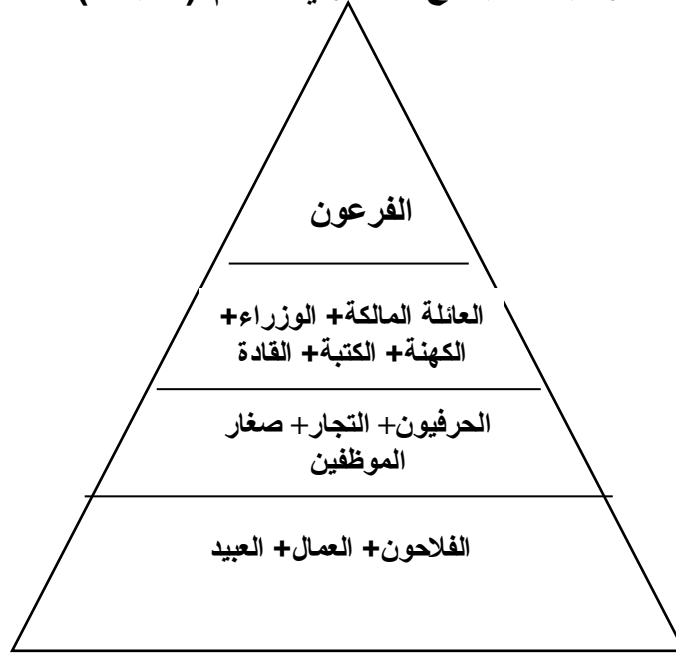 الفرعون
العائلة المالكة+ الوزراء+
الكهنة+ الكتبة+ القادة
الحرفيون+ التجار+ صغار
الموظفين
الفلاحون+ العمال+ العبيد